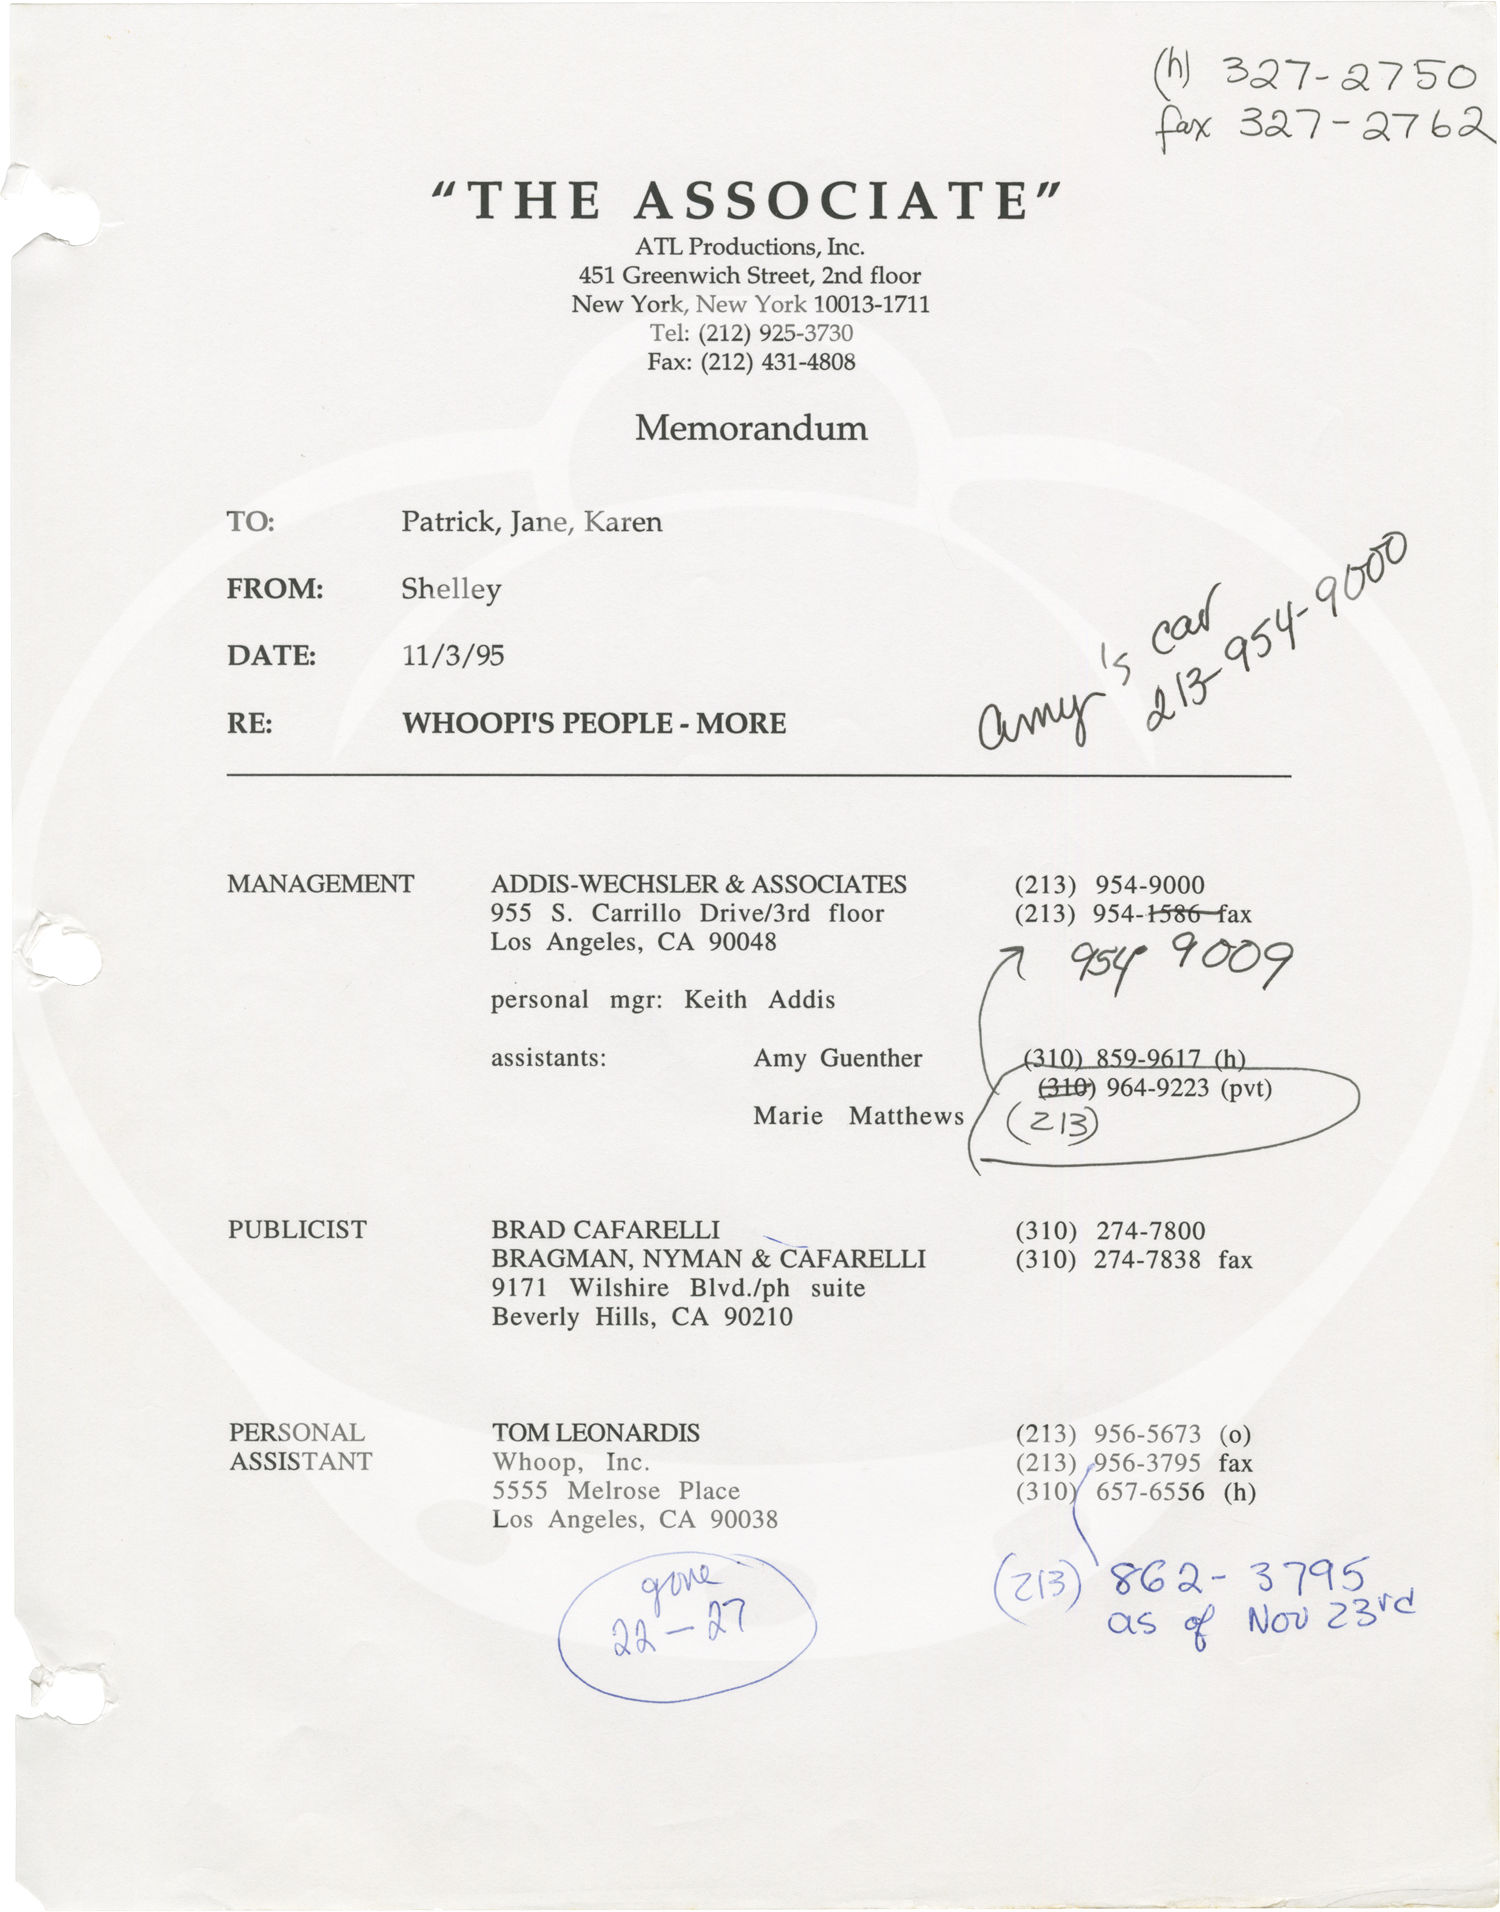 (h) 327-2750
fax 327-2762
"THE ASSOCIATE"
ATL Productions, Inc.
451 Greenwich Street, 2nd floor
New York, New York 10013-1711
Tel: (212) 925-3730
Fax: (212) 431-4808
Memorandum
TO: Patrick, Jane, Karen
FROM: Shelley
DATE: 11/3/95
RE: WHOOPI'S PEOPLE - MORE
Amy's car
213-954-9000
MANAGEMENT ADDIS-WECHSLER & ASSOCIATES (213) 954-9000
955 S. Carrillo Drive/3rd floor (213) 954-1586 fax
Los Angeles, CA 90048 954 9009
personal mgr: Keith Addis
assistants: Amy Guenther (310) 859-9617 (h)
(310) 964-9223 (pvt)
Marie Matthews (213)
PUBLICIST BRAD CAFARELLI (310) 274-7800
BRAGMAN, NYMAN & CAFARELLI (310) 274-7838 fax
9171 Wilshire Blvd./ph suite
Beverly Hills, CA 90210
PERSONAL TOM LEONARDIS (213) 956-5673 (o)
ASSISTANT Whoop, Inc. (213) 956-3795 fax
5555 Melrose Place (310) 657-6556 (h)
Los Angeles, CA 90038
gone
22-27
(213) 862-3795
as of Nov 23rd